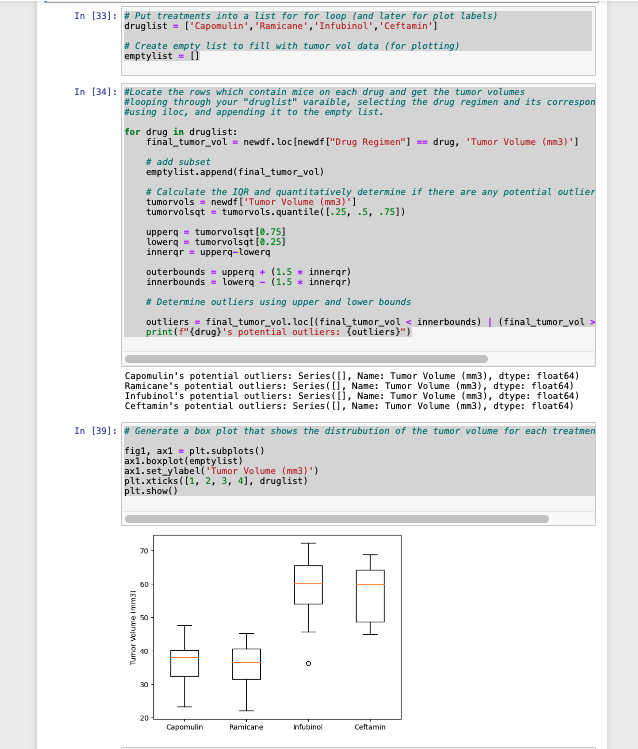 In [33]: # Put treatments into a list for for loop (and later for plot labels)
druglist = ['Capomulin','Ramicane','Infubinol','Ceftamin']
# Create empty list to fill with tumor vol data (for plotting)
emptylist = []
In [34]: #Locate the rows which contain mice on each drug and get the tumor volumes
#looping through your "druglist" varaible, selecting the drug regimen and its correspon
#using iloc, and appending it to the empty list.
for drug in druglist:
final_tumor_vol = newdf.loc[newdf["Drug Regimen"] == drug, 'Tumor Volume (mm3)']
# add subset
emptylist.append(final_tumor_vol)
# Calculate the IQR and quantitatively determine if there are any potential outlier
tumorvols = newdf['Tumor Volume (mm3)']
tumorvolsqt = tumorvols.quantile([.25, .5, .75])
upperq = tumorvolsqt[0.75]
lowerq = tumorvolsqt[0.25]
innerqr = upperq-lowerq
outerbounds = upperq + (1.5 * innerqr)
innerbounds = lowerq - (1.5 * innerqr)
# Determine outliers using upper and lower bounds
outliers = final_tumor_vol.loc[(final_tumor_vol < innerbounds) | (final_tumor_vol >
print(f"{drug}'s potential outliers: {outliers}")
Capomulin's potential outliers: Series([], Name: Tumor Volume (mm3), dtype: float64)
Ramicane's potential outliers: Series([], Name: Tumor Volume (mm3), dtype: float64)
Infubinol's potential outliers: Series([], Name: Tumor Volume (mm3), dtype: float64)
Ceftamin's potential outliers: Series([], Name: Tumor Volume (mm3), dtype: float64)
In [39]: # Generate a box plot that shows the distrubution of the tumor volume for each treatmen
fig1, ax1 = plt.subplots()
ax1.boxplot(emptylist)
ax1.set_ylabel('Tumor Volume (mm3)')
plt.xticks([1, 2, 3, 4], druglist)
plt.show()
Tumor Volume (mm3)
70
60
50
40
30
20
Capomulin Ramicane Infubinol Ceftamin